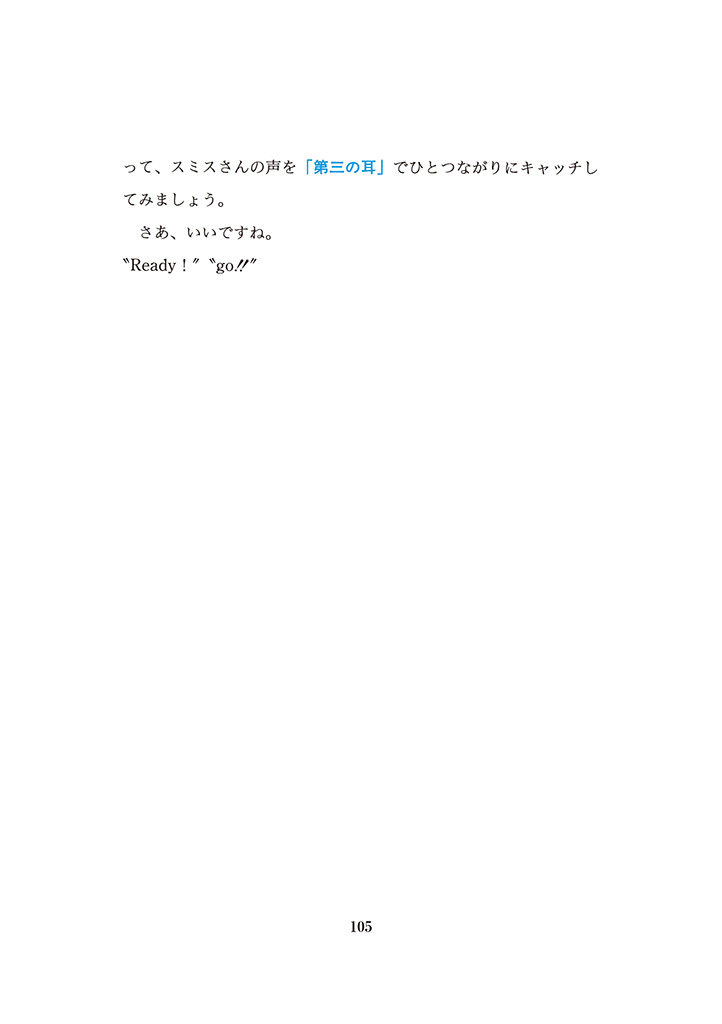 って、スミスさんの声を「第三の耳」でひとつながりにキャッチし
てみましょう。
　さあ、いいですね。
〝Ready！〞〝go!!〞
105